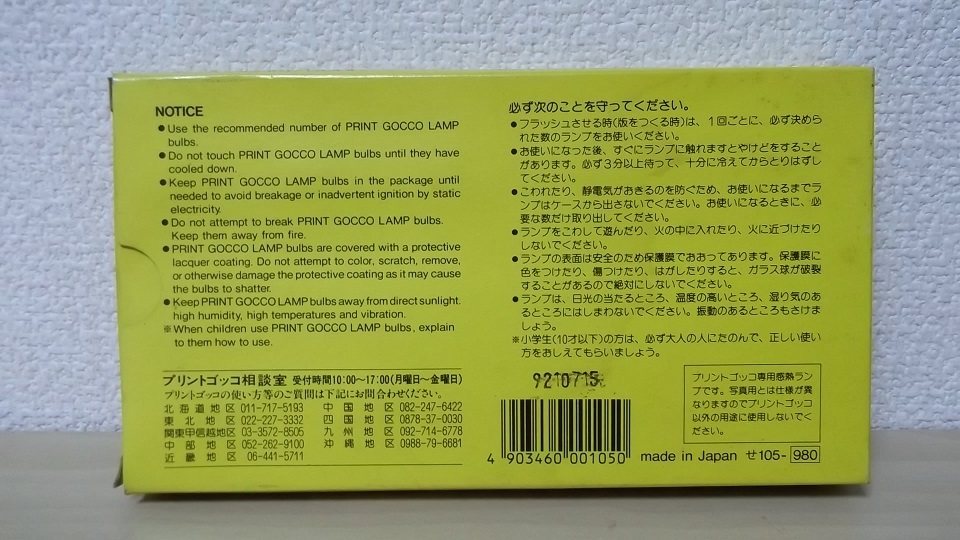 NOTICE
●Use the recommended number of PRINT GOCCO LAMP
bulbs.
●Do not touch PRINT GOCCO LAMP bulbs until they have
cooled down.
●Keep PRINT GOCCO LAMP bulbs in the package until
needed to avoid breakage or inadvertent ignition by static
electricity.
●Do not attempt to break PRINT GOCCO LAMP bulbs.
Keep them away from fire.
●PRINT GOCCO LAMP bulbs are covered with a protective
lacquer coating. Do not attempt to color, scratch, remove,
or otherwise damage the protective coating as it may cause
the bulbs to shatter.
●Keep PRINT GOCCO LAMP bulbs away from direct sunlight.
high humidity, high temperatures and vibration.
※When children use PRINT GOCCO LAMP bulbs, explain
to them how to use.
プリントゴッコ相談室 受付時間10:00〜17:00(月曜日〜金曜日)
プリントゴッコの使い方等のご質問は下記にお問合わせください。
北海道地区 011-717-5193 中国地区 082-247-6422
東北地区 022-227-3332 四国地区 0878-37-0030
関東甲信越地区 03-3572-8505 九州地区 092-714-6778
中部地区 052-262-9100 沖縄地区 0988-79-6681
近畿地区 06-441-5711
必ず次のことを守ってください。
●フラッシュさせる時(版をつくる時)は、1回ごとに、必ず決めら
れた数のランプをお使いください。
●お使いになった後、すぐにランプに触れますとやけどをすること
があります。必ず3分以上待って、十分に冷えてからとりはずし
てください。
●こわれたり、静電気がおきるのを防ぐため、お使いになるまでラ
ンプはケースから出さないでください。お使いになるときに、必
要な数だけ取り出してください。
●ランプをこわして遊んだり、火の中に入れたり、火に近づけたり
しないでください。
●ランプの表面は安全のため保護膜でおおってあります。保護膜に
色をつけたり、傷つけたり、はがしたりすると、ガラス球が破裂
することがあるので絶対にしないでください。
●ランプは、日光の当たるところ、温度の高いところ、湿り気のあ
るところにはしまわないでください。振動のあるところもさけま
しょう。
※小学生(10才以下)の方は、必ず大人の人にたのんで、正しい使い
方をおしえてもらいましょう。
920715
プリントゴッコ専用感熱ラン
プです。写真用とは仕様が異
なりますのでプリントゴッコ
以外の用途に使用しないでく
ださい。
4 903460 001050 made in Japan せ105-980